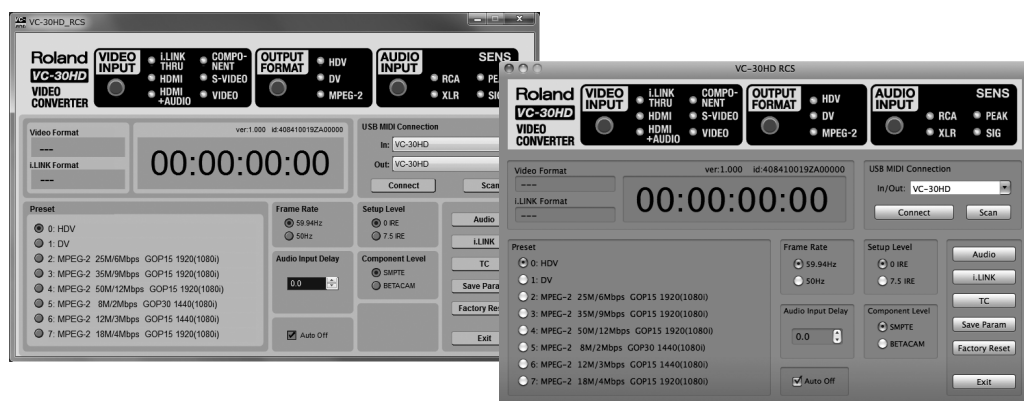 VC-30HD_RCS
Roland
VC-30HD
VIDEO
CONVERTER
VIDEO
INPUT
i.LINK
THRU
HDMI
HDMI
+AUDIO
COMPO-
NENT
S-VIDEO
VIDEO
OUTPUT
FORMAT
HDV
DV
MPEG-2
AUDIO
INPUT
RCA
XLR
SENS
PE
SIG
Video Format
---
i.LINK Format
---
ver:1.000 id:408410019ZA00000
00:00:00:00
USB MIDI Connection
In: VC-30HD
Out: VC-30HD
Connect
Scan
Preset
0: HDV
1: DV
2: MPEG-2 25M/6Mbps GOP15 1920(1080i)
3: MPEG-2 35M/9Mbps GOP15 1920(1080i)
4: MPEG-2 50M/12Mbps GOP15 1920(1080i)
5: MPEG-2 8M/2Mbps GOP30 1440(1080i)
6: MPEG-2 12M/3Mbps GOP15 1440(1080i)
7: MPEG-2 18M/4Mbps GOP15 1920(1080i)
Frame Rate
59.94Hz
50Hz
Audio Input Delay
0.0
Auto Off
Setup Level
0 IRE
7.5 IRE
Component Level
SMPTE
BETACAM
Audio
i.LINK
TC
Save Para
Factory Re
Exit
VC-30HD RCS
Roland
VC-30HD
VIDEO
CONVERTER
VIDEO
INPUT
i.LINK
THRU
HDMI
HDMI
+AUDIO
COMPO-
NENT
S-VIDEO
VIDEO
OUTPUT
FORMAT
HDV
DV
MPEG-2
AUDIO
INPUT
RCA
XLR
SENS
PEAK
SIG
Video Format
---
i.LINK Format
---
ver:1.000 id:408410019ZA00000
00:00:00:00
USB MIDI Connection
In/Out: VC-30HD
Connect
Scan
Preset
0: HDV
1: DV
2: MPEG-2 25M/6Mbps GOP15 1920(1080i)
3: MPEG-2 35M/9Mbps GOP15 1920(1080i)
4: MPEG-2 50M/12Mbps GOP15 1920(1080i)
5: MPEG-2 8M/2Mbps GOP30 1440(1080i)
6: MPEG-2 12M/3Mbps GOP15 1440(1080i)
7: MPEG-2 18M/4Mbps GOP15 1920(1080i)
Frame Rate
59.94Hz
50Hz
Audio Input Delay
0.0
Auto Off
Setup Level
0 IRE
7.5 IRE
Component Level
SMPTE
BETACAM
Audio
i.LINK
TC
Save Param
Factory Reset
Exit